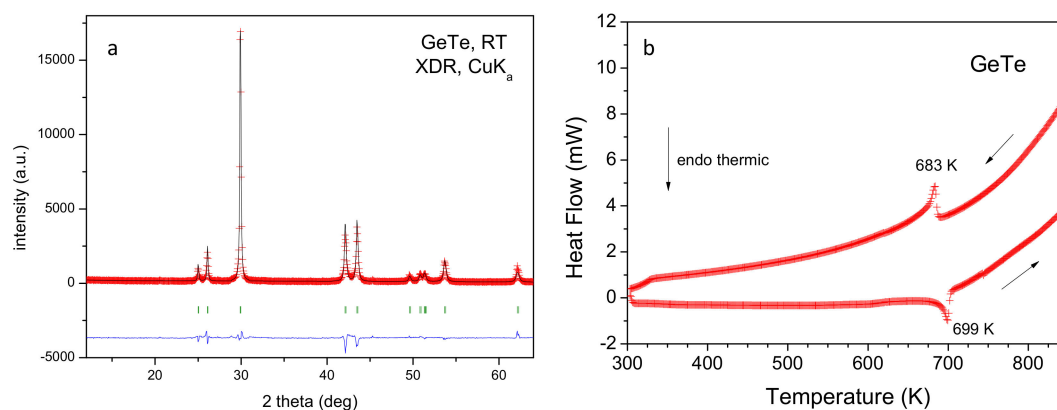 a
GeTe, RT
XDR, CuKa
intensity (a.u.)
15000
10000
5000
0
-5000
20
30
40
50
60
2 theta (deg)
b
GeTe
endo thermic
683 K
699 K
Heat Flow (mW)
12
10
8
6
4
2
0
-2
300
400
500
600
700
800
Temperature (K)